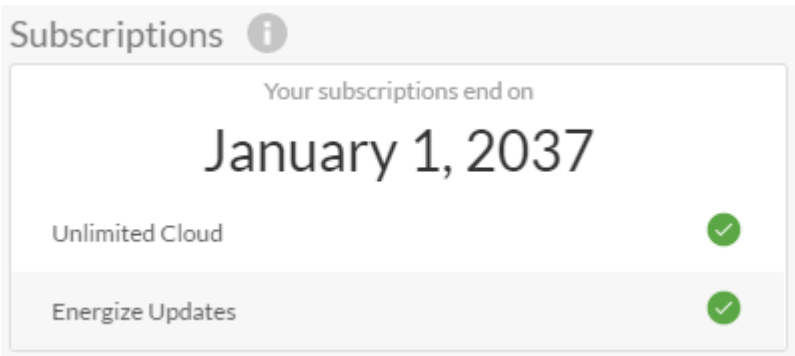 Subscriptions i
Your subscriptions end on
January 1, 2037
Unlimited Cloud
Energize Updates